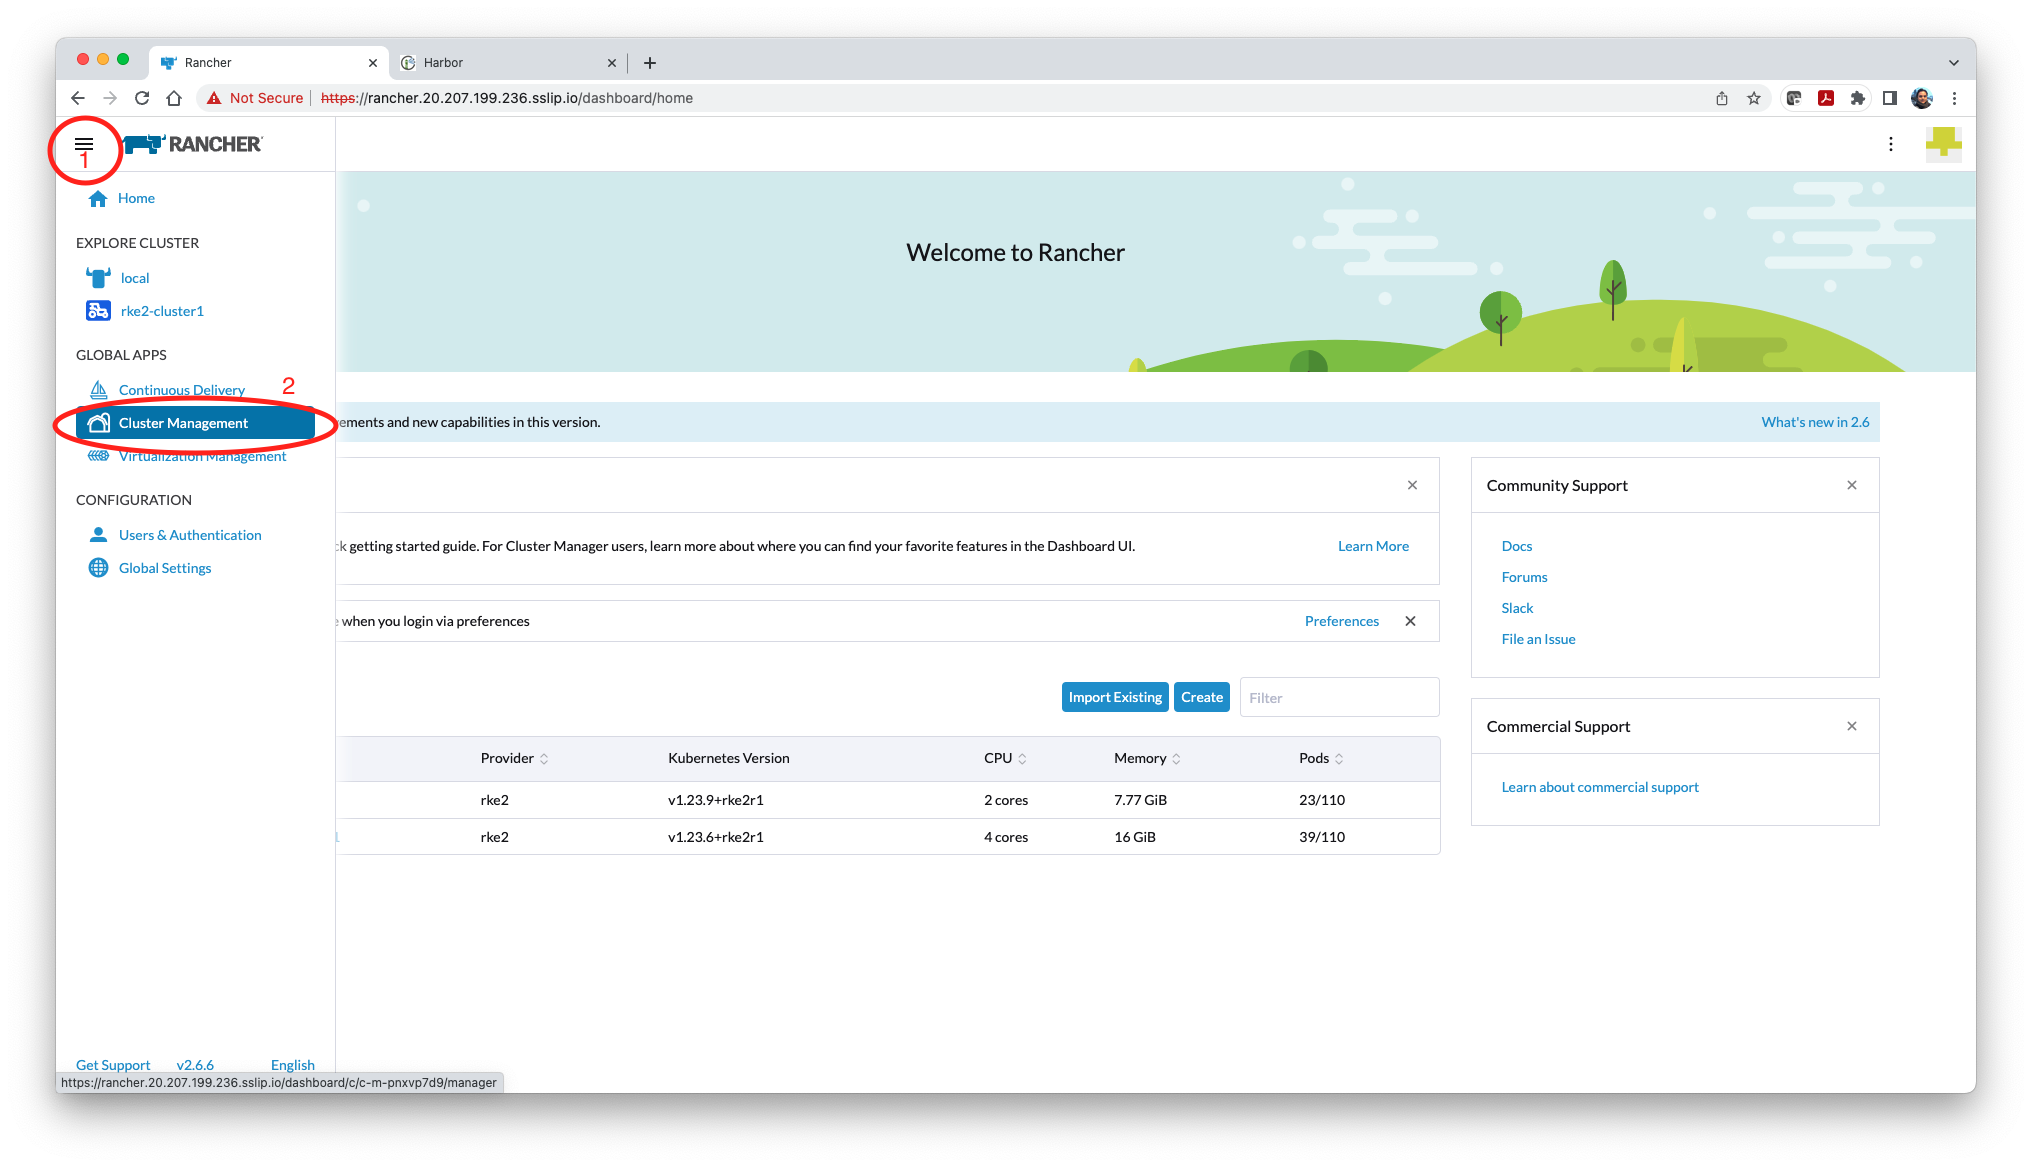 Rancher
Harbor
Not Secure
https://rancher.20.207.199.236.sslip.io/dashboard/home
1
RANCHER
Home
EXPLORE CLUSTER
local
rke2-cluster1
GLOBAL APPS
Continuous Delivery
2
Cluster Management
Virtualization Management
CONFIGURATION
Users & Authentication
Global Settings
Get Support v2.6.6 English
https://rancher.20.207.199.236.sslip.io/dashboard/c/c-m-pnxvp7d9/manager
Welcome to Rancher
and new capabilities in this version.
What's new in 2.6
getting started guide. For Cluster Manager users, learn more about where you can find your favorite features in the Dashboard UI.
Learn More
when you login via preferences
Preferences
Import Existing Create Filter
Provider Kubernetes Version CPU Memory Pods
rke2 v1.23.9+rke2r1 2 cores 7.77 GiB 23/110
rke2 v1.23.6+rke2r1 4 cores 16 GiB 39/110
Community Support
Docs
Forums
Slack
File an Issue
Commercial Support
Learn about commercial support